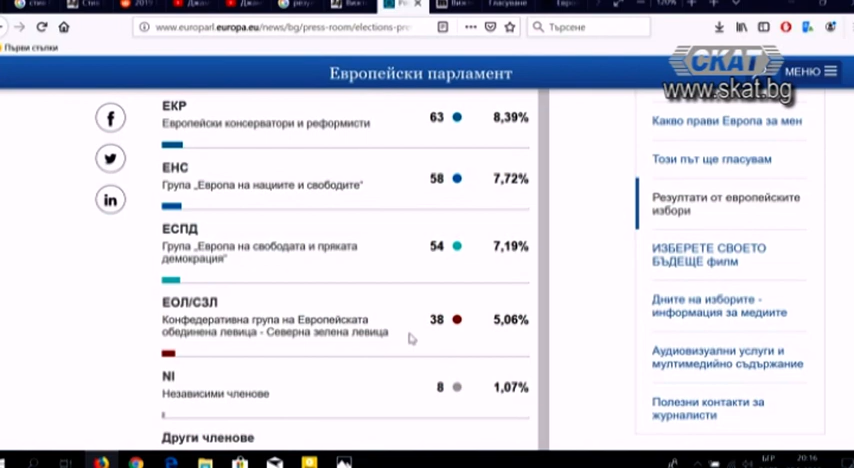 www.europarl.europa.eu/news/bg/press-room/elections-pre
Търсене
Първи стъпки
Европейски парламент
СКАТ
www.skat.bg
МЕНЮ
ЕКР
Европейски консерватори и реформисти
63
8,39%
ЕНС
Група „Европа на нациите и свободите"
58
7,72%
ЕСПД
Група „Европа на свободата и пряката
демокрация"
54
7,19%
ЕОЛ/СЗЛ
Конфедеративна група на Европейската
обединена левица - Северна зелена левица
38
5,06%
NI
Независими членове
8
1,07%
Други членове
Какво прави Европа за мен
Този път ще гласувам
Резултати от европейските
избори
ИЗБЕРЕТЕ СВОЕТО
БЪДЕЩЕ филм
Дните на изборите -
информация за медиите
Аудиовизуални услуги и
мултимедийно съдържание
Полезни контакти за
журналисти
БГР
20:16